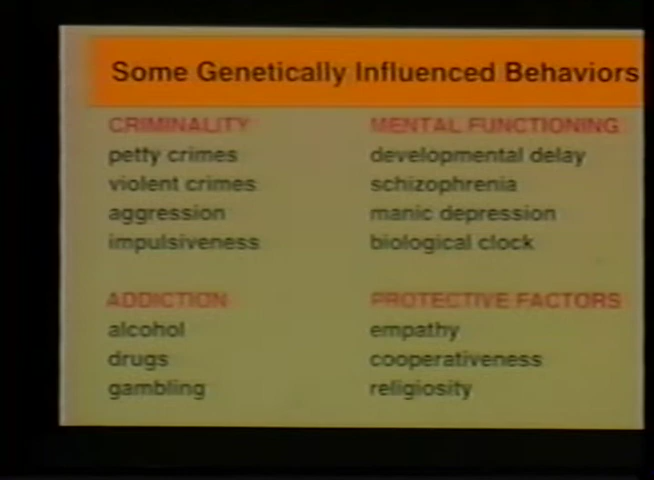 Some Genetically Influenced Behaviors
CRIMINALITY
petty crimes
violent crimes
aggression
impulsiveness
MENTAL FUNCTIONING
developmental delay
schizophrenia
manic depression
biological clock
ADDICTION
alcohol
drugs
gambling
PROTECTIVE FACTORS
empathy
cooperativeness
religiosity